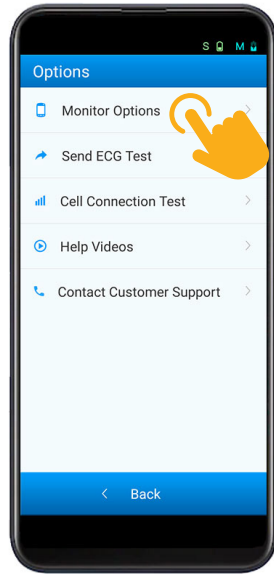 S M
Options
Monitor Options
Send ECG Test
Cell Connection Test
Help Videos
Contact Customer Support
Back